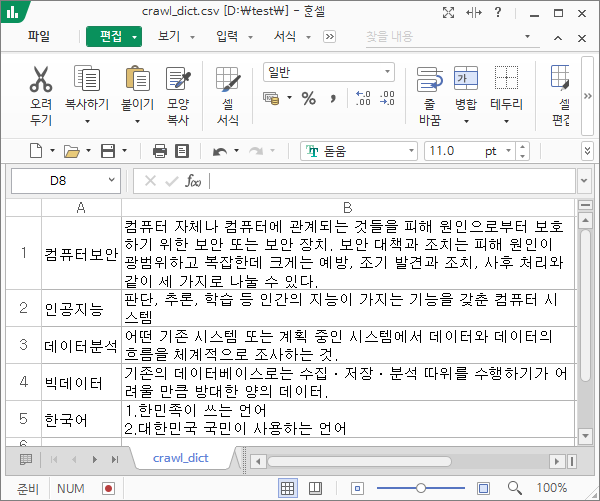 crawl_dict.csv [D:\test\] - 훈셀
파일 편집 보기 입력 서식 » 찾을 내용
오려 두기 복사하기 붙이기 모양 복사 셀 서식 일반 줄 바꿈 병합 테두리 셀 편집
가
% , ←.0 .00 .00 →.0
돋움 11.0 pt
D8 f∞
A B
1 컴퓨터보안 컴퓨터 자체나 컴퓨터에 관계되는 것들을 피해 원인으로부터 보호
하기 위한 보안 또는 보안 장치. 보안 대책과 조치는 피해 원인이
광범위하고 복잡한데 크게는 예방, 조기 발견과 조치, 사후 처리와
같이 세 가지로 나눌 수 있다.
2 인공지능 판단, 추론, 학습 등 인간의 지능이 가지는 기능을 갖춘 컴퓨터 시
스템
3 데이터분석 어떤 기존 시스템 또는 계획 중인 시스템에서 데이터와 데이터의
흐름을 체계적으로 조사하는 것.
4 빅데이터 기존의 데이터베이스로는 수집·저장·분석 따위를 수행하기가 어
려울 만큼 방대한 양의 데이터.
5 한국어 1.한민족이 쓰는 언어
2.대한민국 국민이 사용하는 언어
6
crawl_dict
준비 NUM 100%